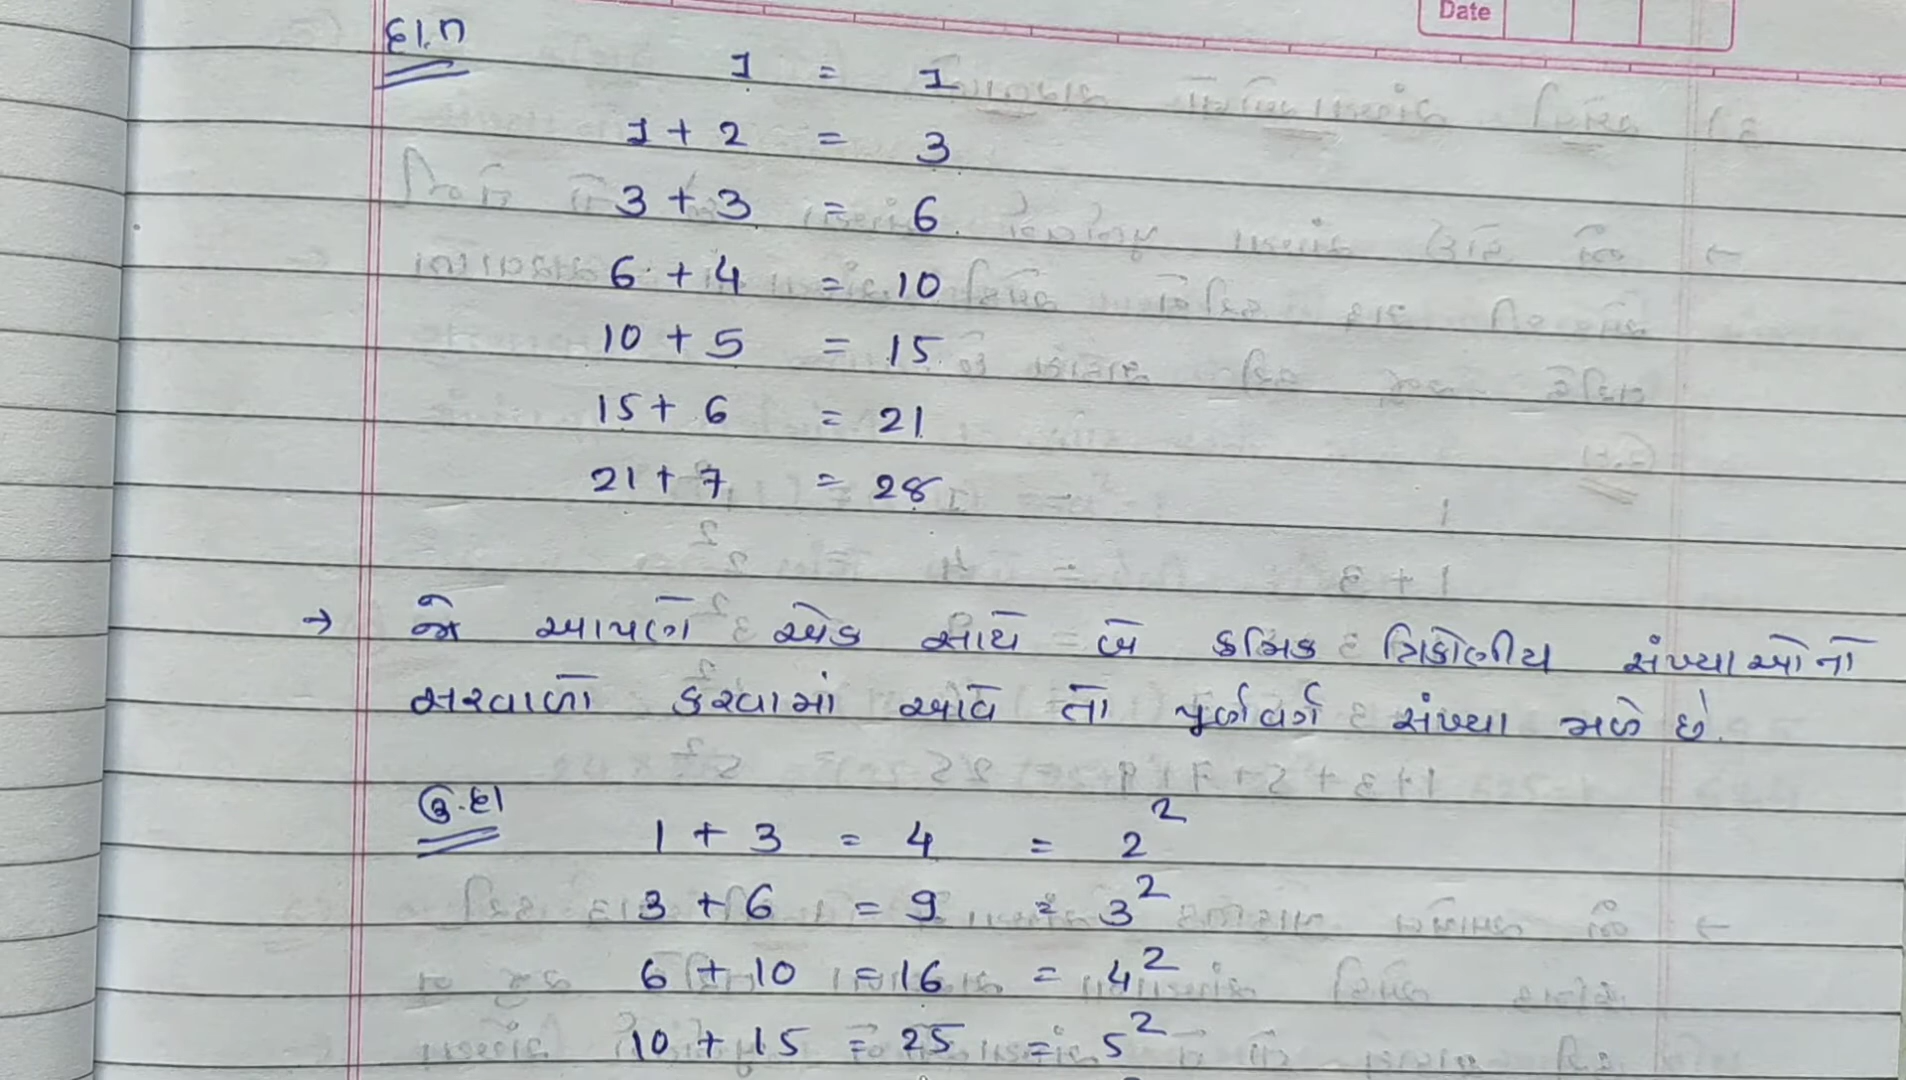 Date
દા.ત
1 = 1
1 + 2 = 3
3 + 3 = 6
6 + 4 = 10
10 + 5 = 15
15 + 6 = 21
21 + 7 = 28
→ જો આપણે એક સાથે બે ક્રમિક ત્રિકોણીય સંખ્યાઓનો
સરવાળો કરવામાં આવે તો પૂર્ણવર્ગ સંખ્યા મળે છે.
ઉ.દા
1 + 3 = 4 = 2²
3 + 6 = 9 = 3²
6 + 10 = 16 = 4²
10 + 15 = 25 = 5²